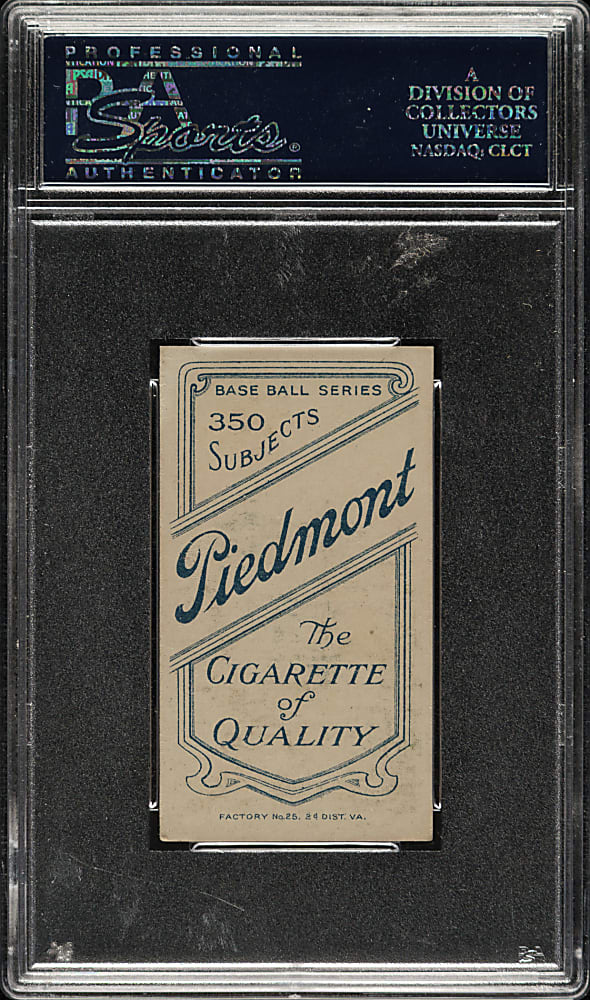 PROFESSIONAL
PSA
Sports®
AUTHENTICATOR
A
DIVISION OF
COLLECTORS
UNIVERSE
NASDAQ: CLCT
BASE BALL SERIES
350
SUBJECTS
Piedmont
The
CIGARETTE
of
QUALITY
FACTORY No. 25. 2d DIST. VA.